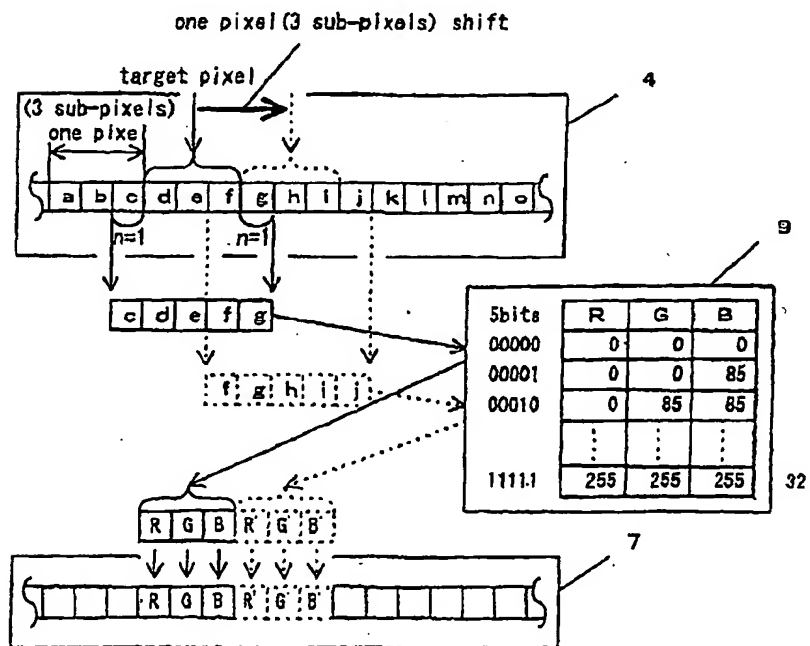 one pixel(3 sub-pixels) shift
target pixel
4
(3 sub-pixels)
one pixel
a b c d e f g h i j k l m n o
n=1 n=1
9
c d e f g
5bits R G B
00000 0 0 0
00001 0 0 85
00010 0 85 85
11111 255 255 255
32
f g h i j
R G B R' G' B'
7
R G B R' G' B'